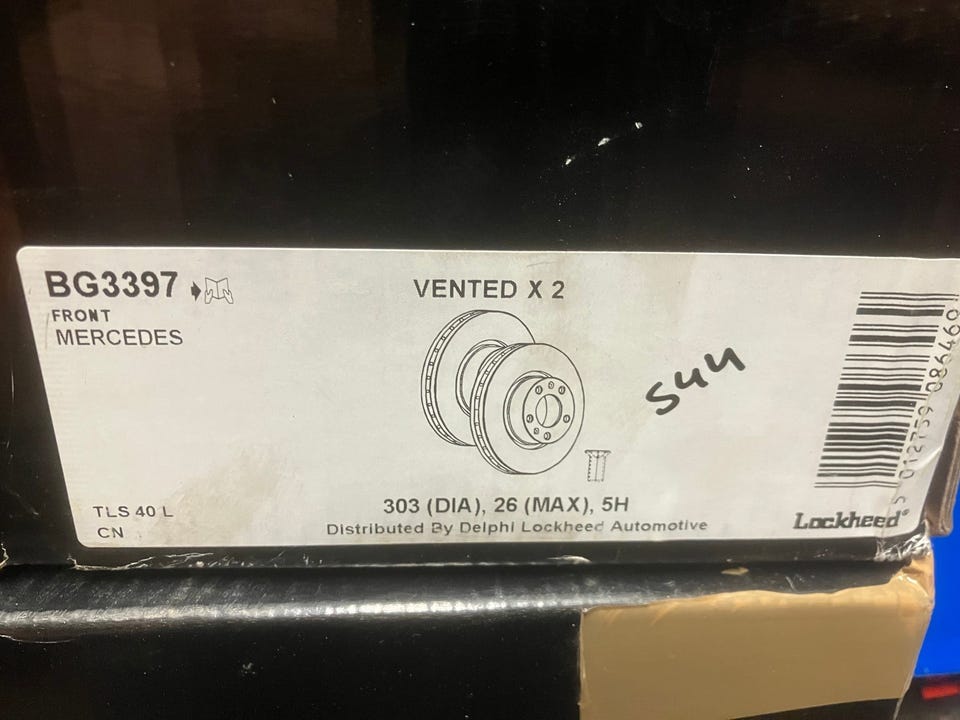 BG3397
FRONT
MERCEDES
VENTED X 2
S44
303 (DIA), 26 (MAX), 5H
Distributed By Delphi Lockheed Automotive
TLS 40 L
CN
Lockheed®